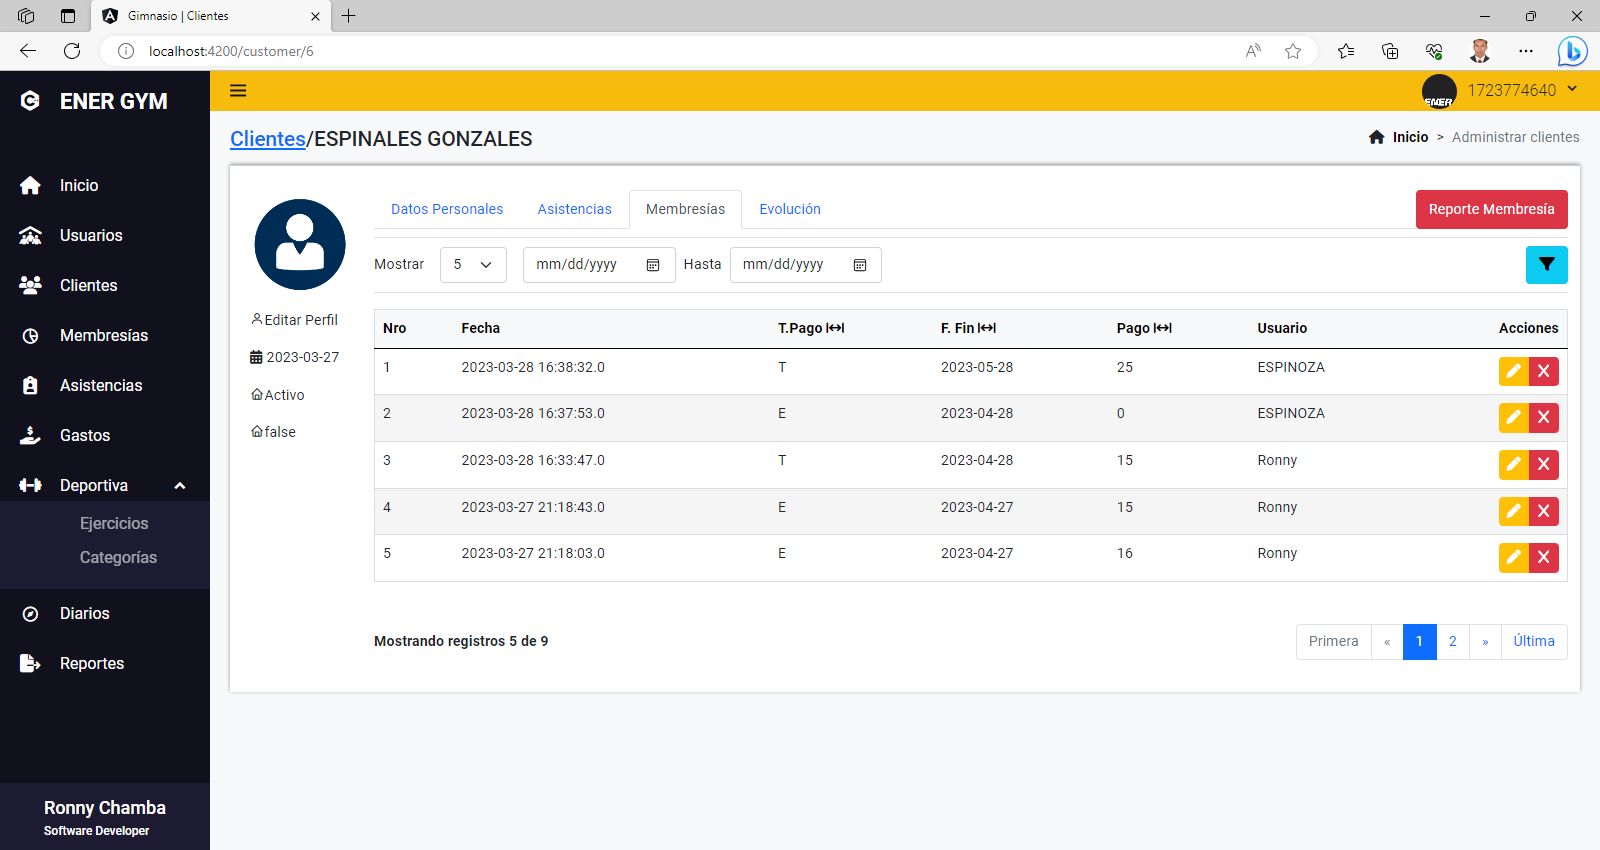 Gimnasio | Clientes
localhost:4200/customer/6
ENER GYM
ENER
1723774640
Clientes/ESPINALES GONZALES
Inicio > Administrar clientes
Inicio
Usuarios
Clientes
Membresías
Asistencias
Gastos
Deportiva
Ejercicios
Categorías
Diarios
Reportes
Ronny Chamba
Software Developer
Editar Perfil
2023-03-27
Activo
false
Datos Personales Asistencias Membresías Evolución Reporte Membresía
Mostrar 5 mm/dd/yyyy Hasta mm/dd/yyyy
Nro Fecha T.Pago F. Fin Pago Usuario Acciones
1 2023-03-28 16:38:32.0 T 2023-05-28 25 ESPINOZA
2 2023-03-28 16:37:53.0 E 2023-04-28 0 ESPINOZA
3 2023-03-28 16:33:47.0 T 2023-04-28 15 Ronny
4 2023-03-27 21:18:43.0 E 2023-04-27 15 Ronny
5 2023-03-27 21:18:03.0 E 2023-04-27 16 Ronny
Mostrando registros 5 de 9
Primera « 1 2 » Última